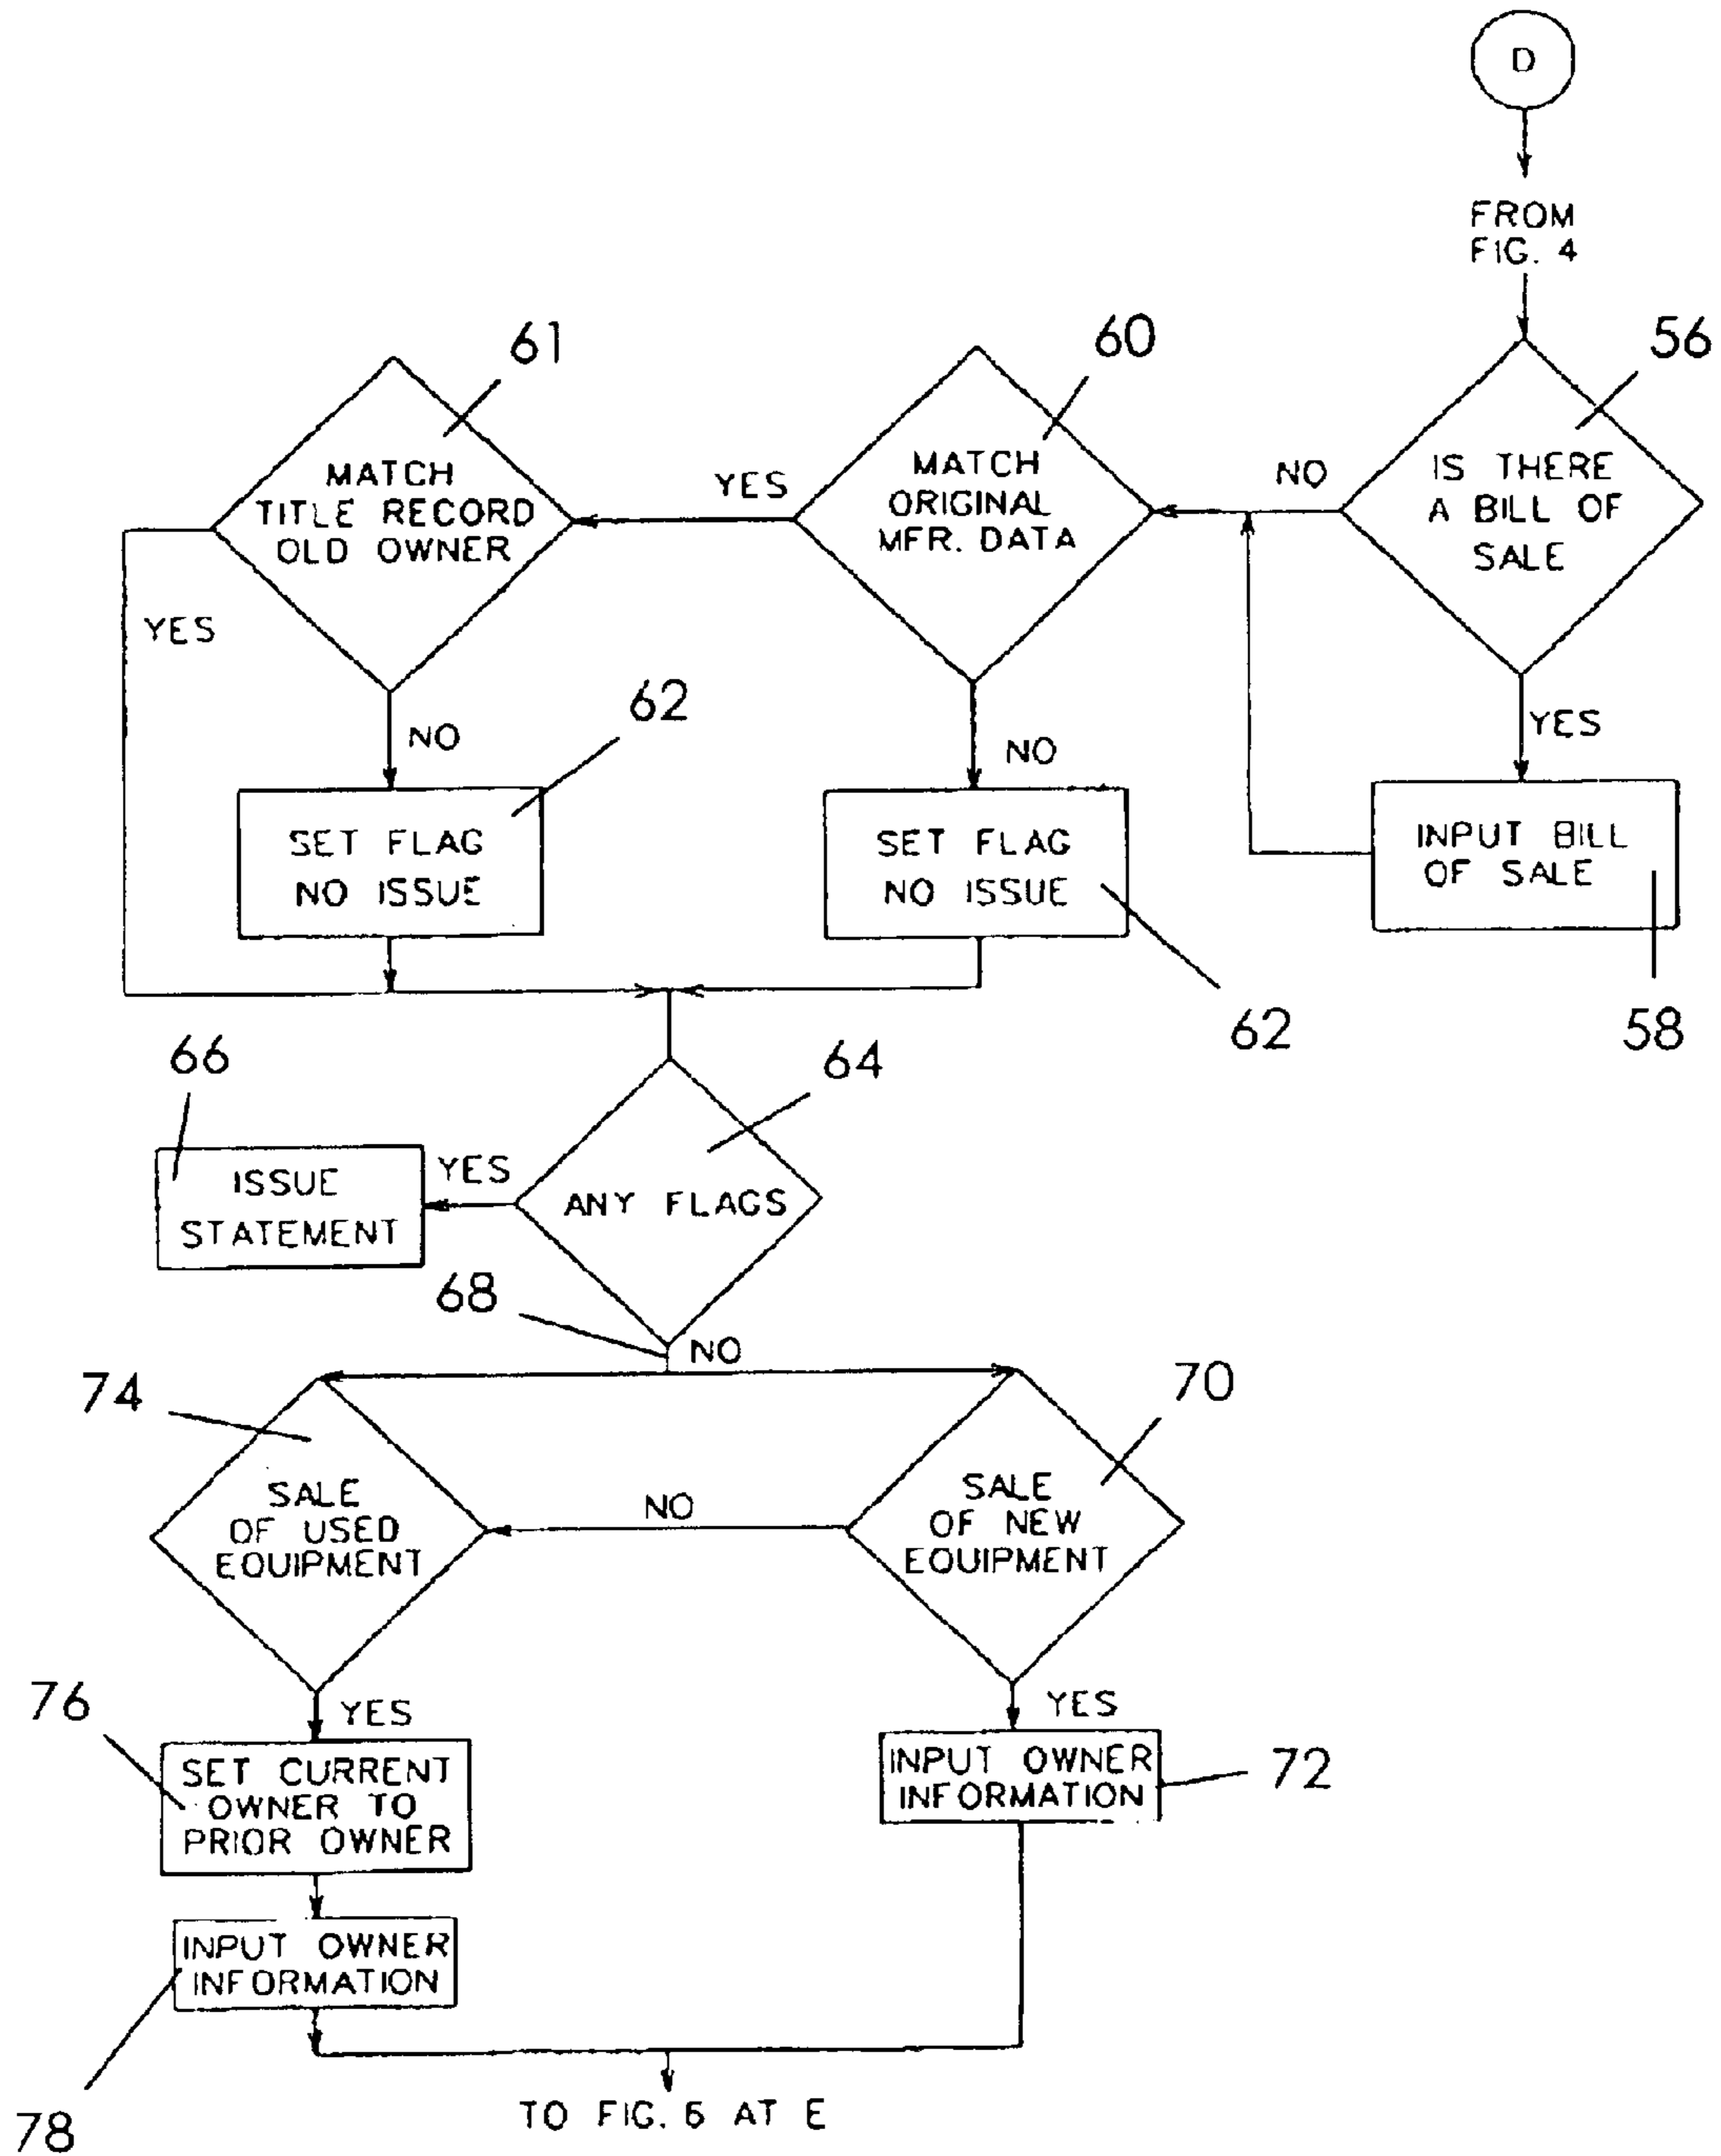 D
FROM
FIG. 4
61
60
56
MATCH
TITLE RECORD
OLD OWNER
YES
MATCH
ORIGINAL
MFR. DATA
NO
IS THERE
A BILL OF
SALE
YES
NO
62
NO
YES
SET FLAG
NO ISSUE
SET FLAG
NO ISSUE
INPUT BILL
OF SALE
62
58
66
64
ISSUE
STATEMENT
YES
ANY FLAGS
68
NO
74
70
SALE
OF USED
EQUIPMENT
NO
SALE
OF NEW
EQUIPMENT
76
YES
YES
SET CURRENT
OWNER TO
PRIOR OWNER
INPUT OWNER
INFORMATION
72
INPUT OWNER
INFORMATION
78
TO FIG. 6 AT E